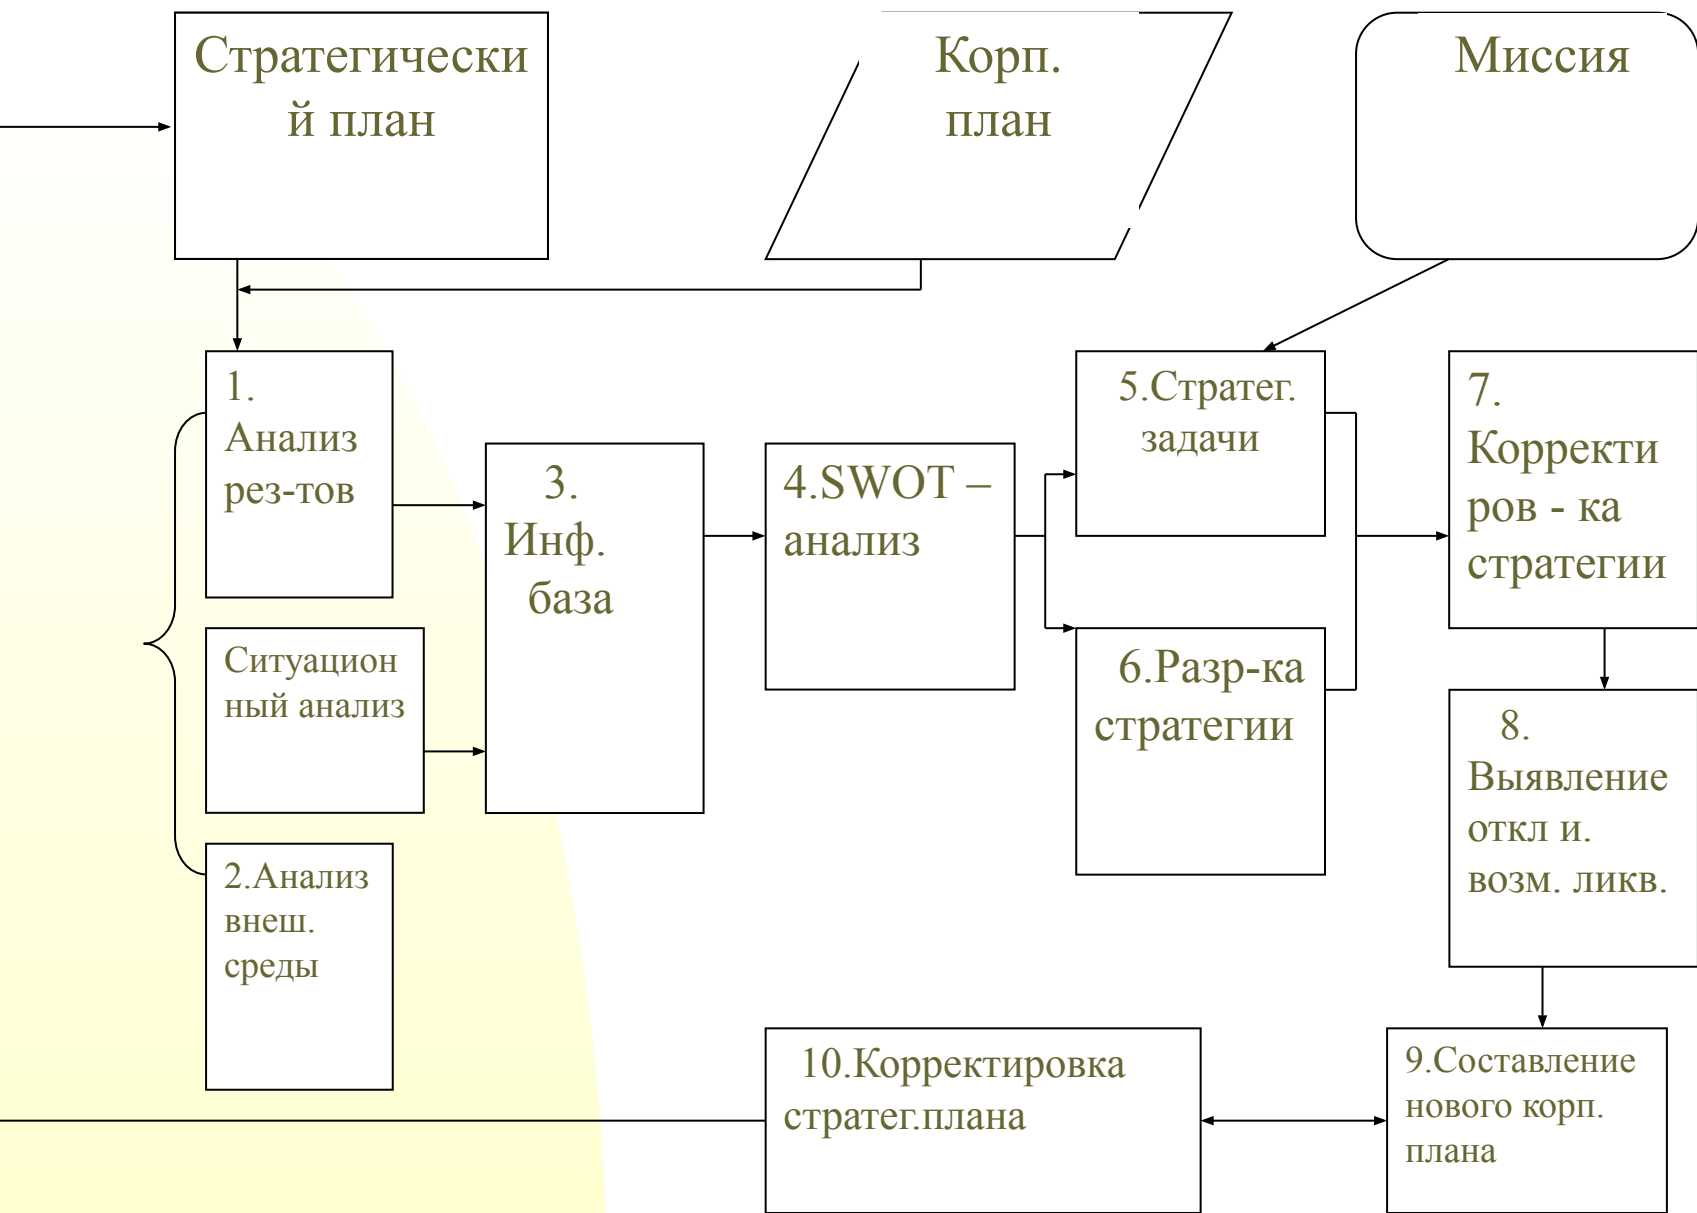 Стратегически
й план
Корп.
план
Миссия
1.
Анализ
рез-тов
Ситуацион
ный анализ
2.Анализ
внеш.
среды
3.
Инф.
база
4.SWOT –
анализ
5.Стратег.
задачи
6.Разр-ка
стратегии
7.
Корректи
ров - ка
стратегии
8.
Выявление
откл и.
возм. ликв.
9.Составление
нового корп.
плана
10.Корректировка
стратег.плана